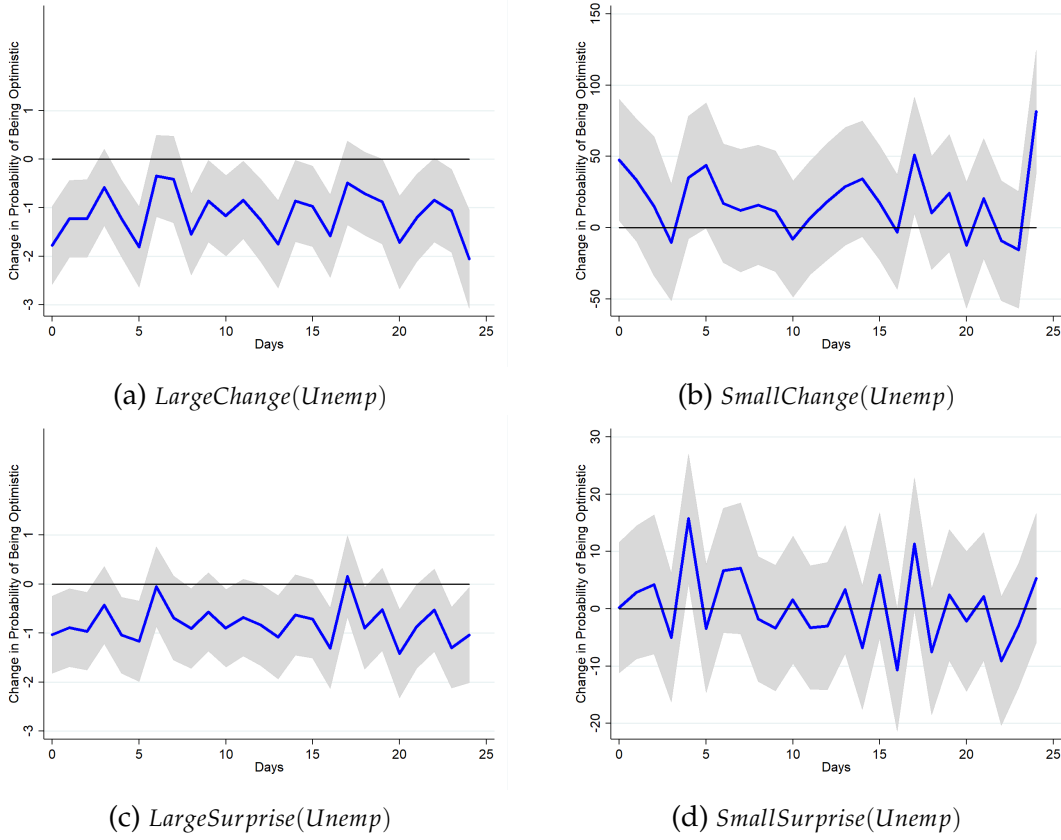 Change in Probability of Being Optimistic
1
0
-1
-2
-3
0 5 10 15 20 25
Days
(a) LargeChange(Unemp)
Change in Probability of Being Optimistic
150
100
50
0
-50
0 5 10 15 20 25
Days
(b) SmallChange(Unemp)
Change in Probability of Being Optimistic
1
0
-1
-2
-3
0 5 10 15 20 25
Days
(c) LargeSurprise(Unemp)
Change in Probability of Being Optimistic
30
20
10
0
-10
-20
0 5 10 15 20 25
Days
(d) SmallSurprise(Unemp)